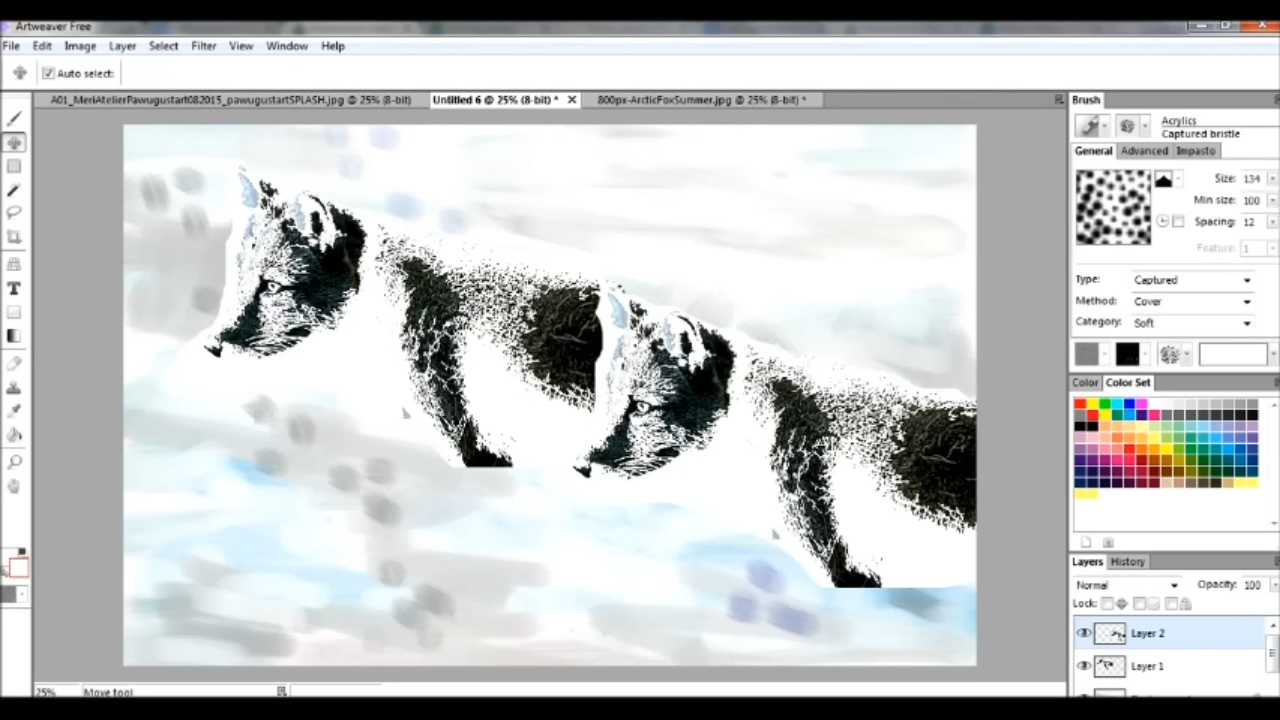 Artweaver Free
File Edit Image Layer Select Filter View Window Help
Auto select:
A01_MeriAtelierPawugustart082015_pawugustartSPLASH.jpg @ 25% (8-bit) Untitled 6 @ 25% (8-bit) * 800px-ArcticFoxSummer.jpg @ 25% (8-bit) *
Brush
Acrylics
Captured bristle
General Advanced Impasto
Size: 134
Min size: 100
Spacing: 12
Feature: 1
Type: Captured
Method: Cover
Category: Soft
Color Color Set
Layers History
Normal Opacity: 100
Lock:
Layer 2
Layer 1
25% Move tool